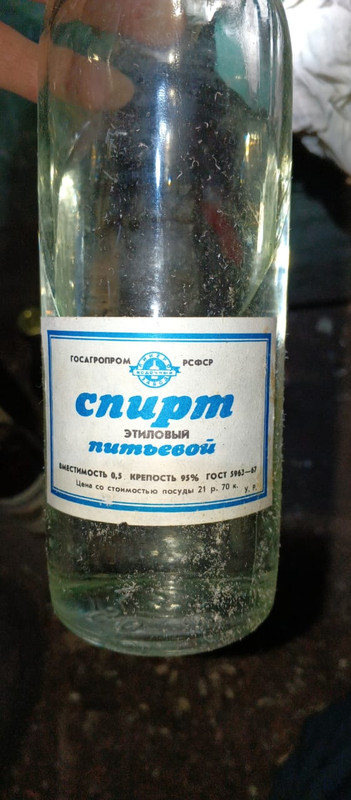 ГОСАГРОПРОМ РСФСР
спирт
ЭТИЛОВЫЙ
питьевой
ВМЕСТИМОСТЬ 0,5 КРЕПОСТЬ 95% ГОСТ 5962—67
Цена со стоимостью посуды 21 р. 70 к.